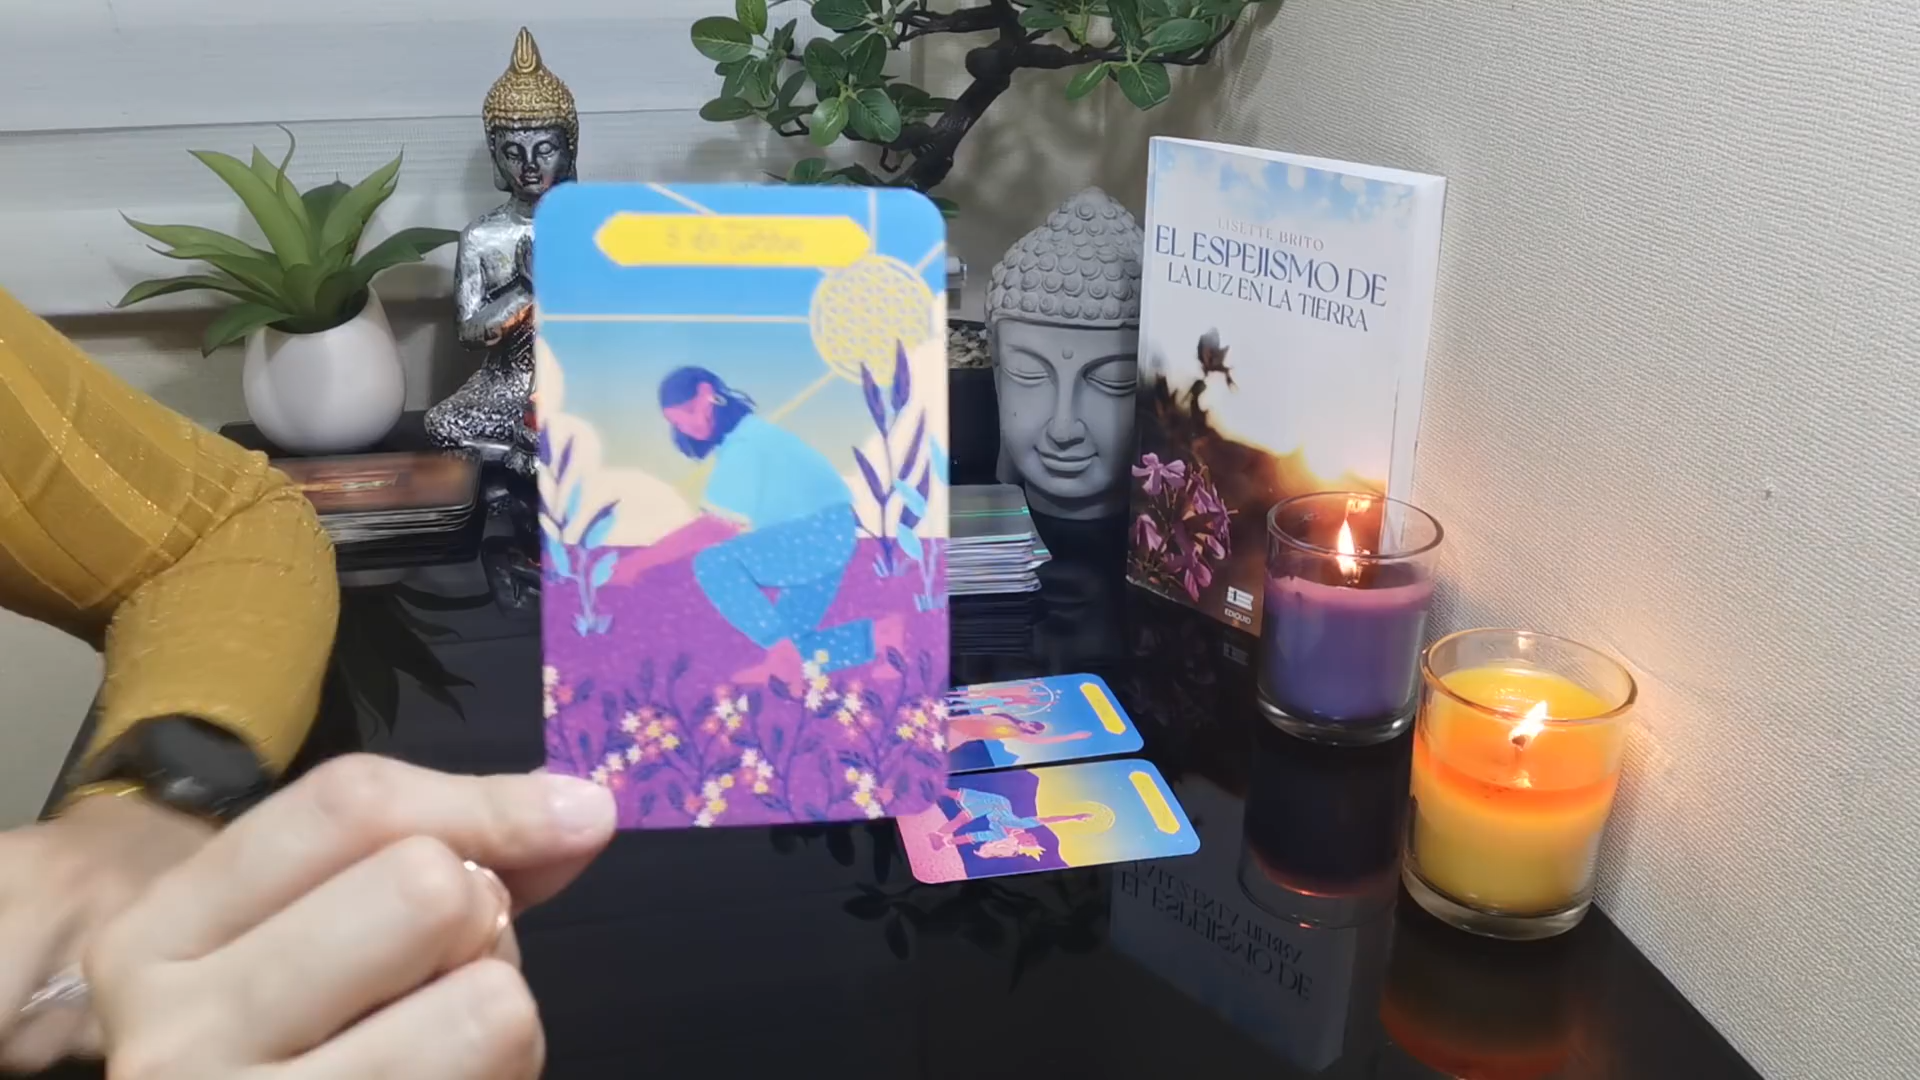 LISETTE BRITO
EL ESPEJISMO DE
LA LUZ EN LA TIERRA